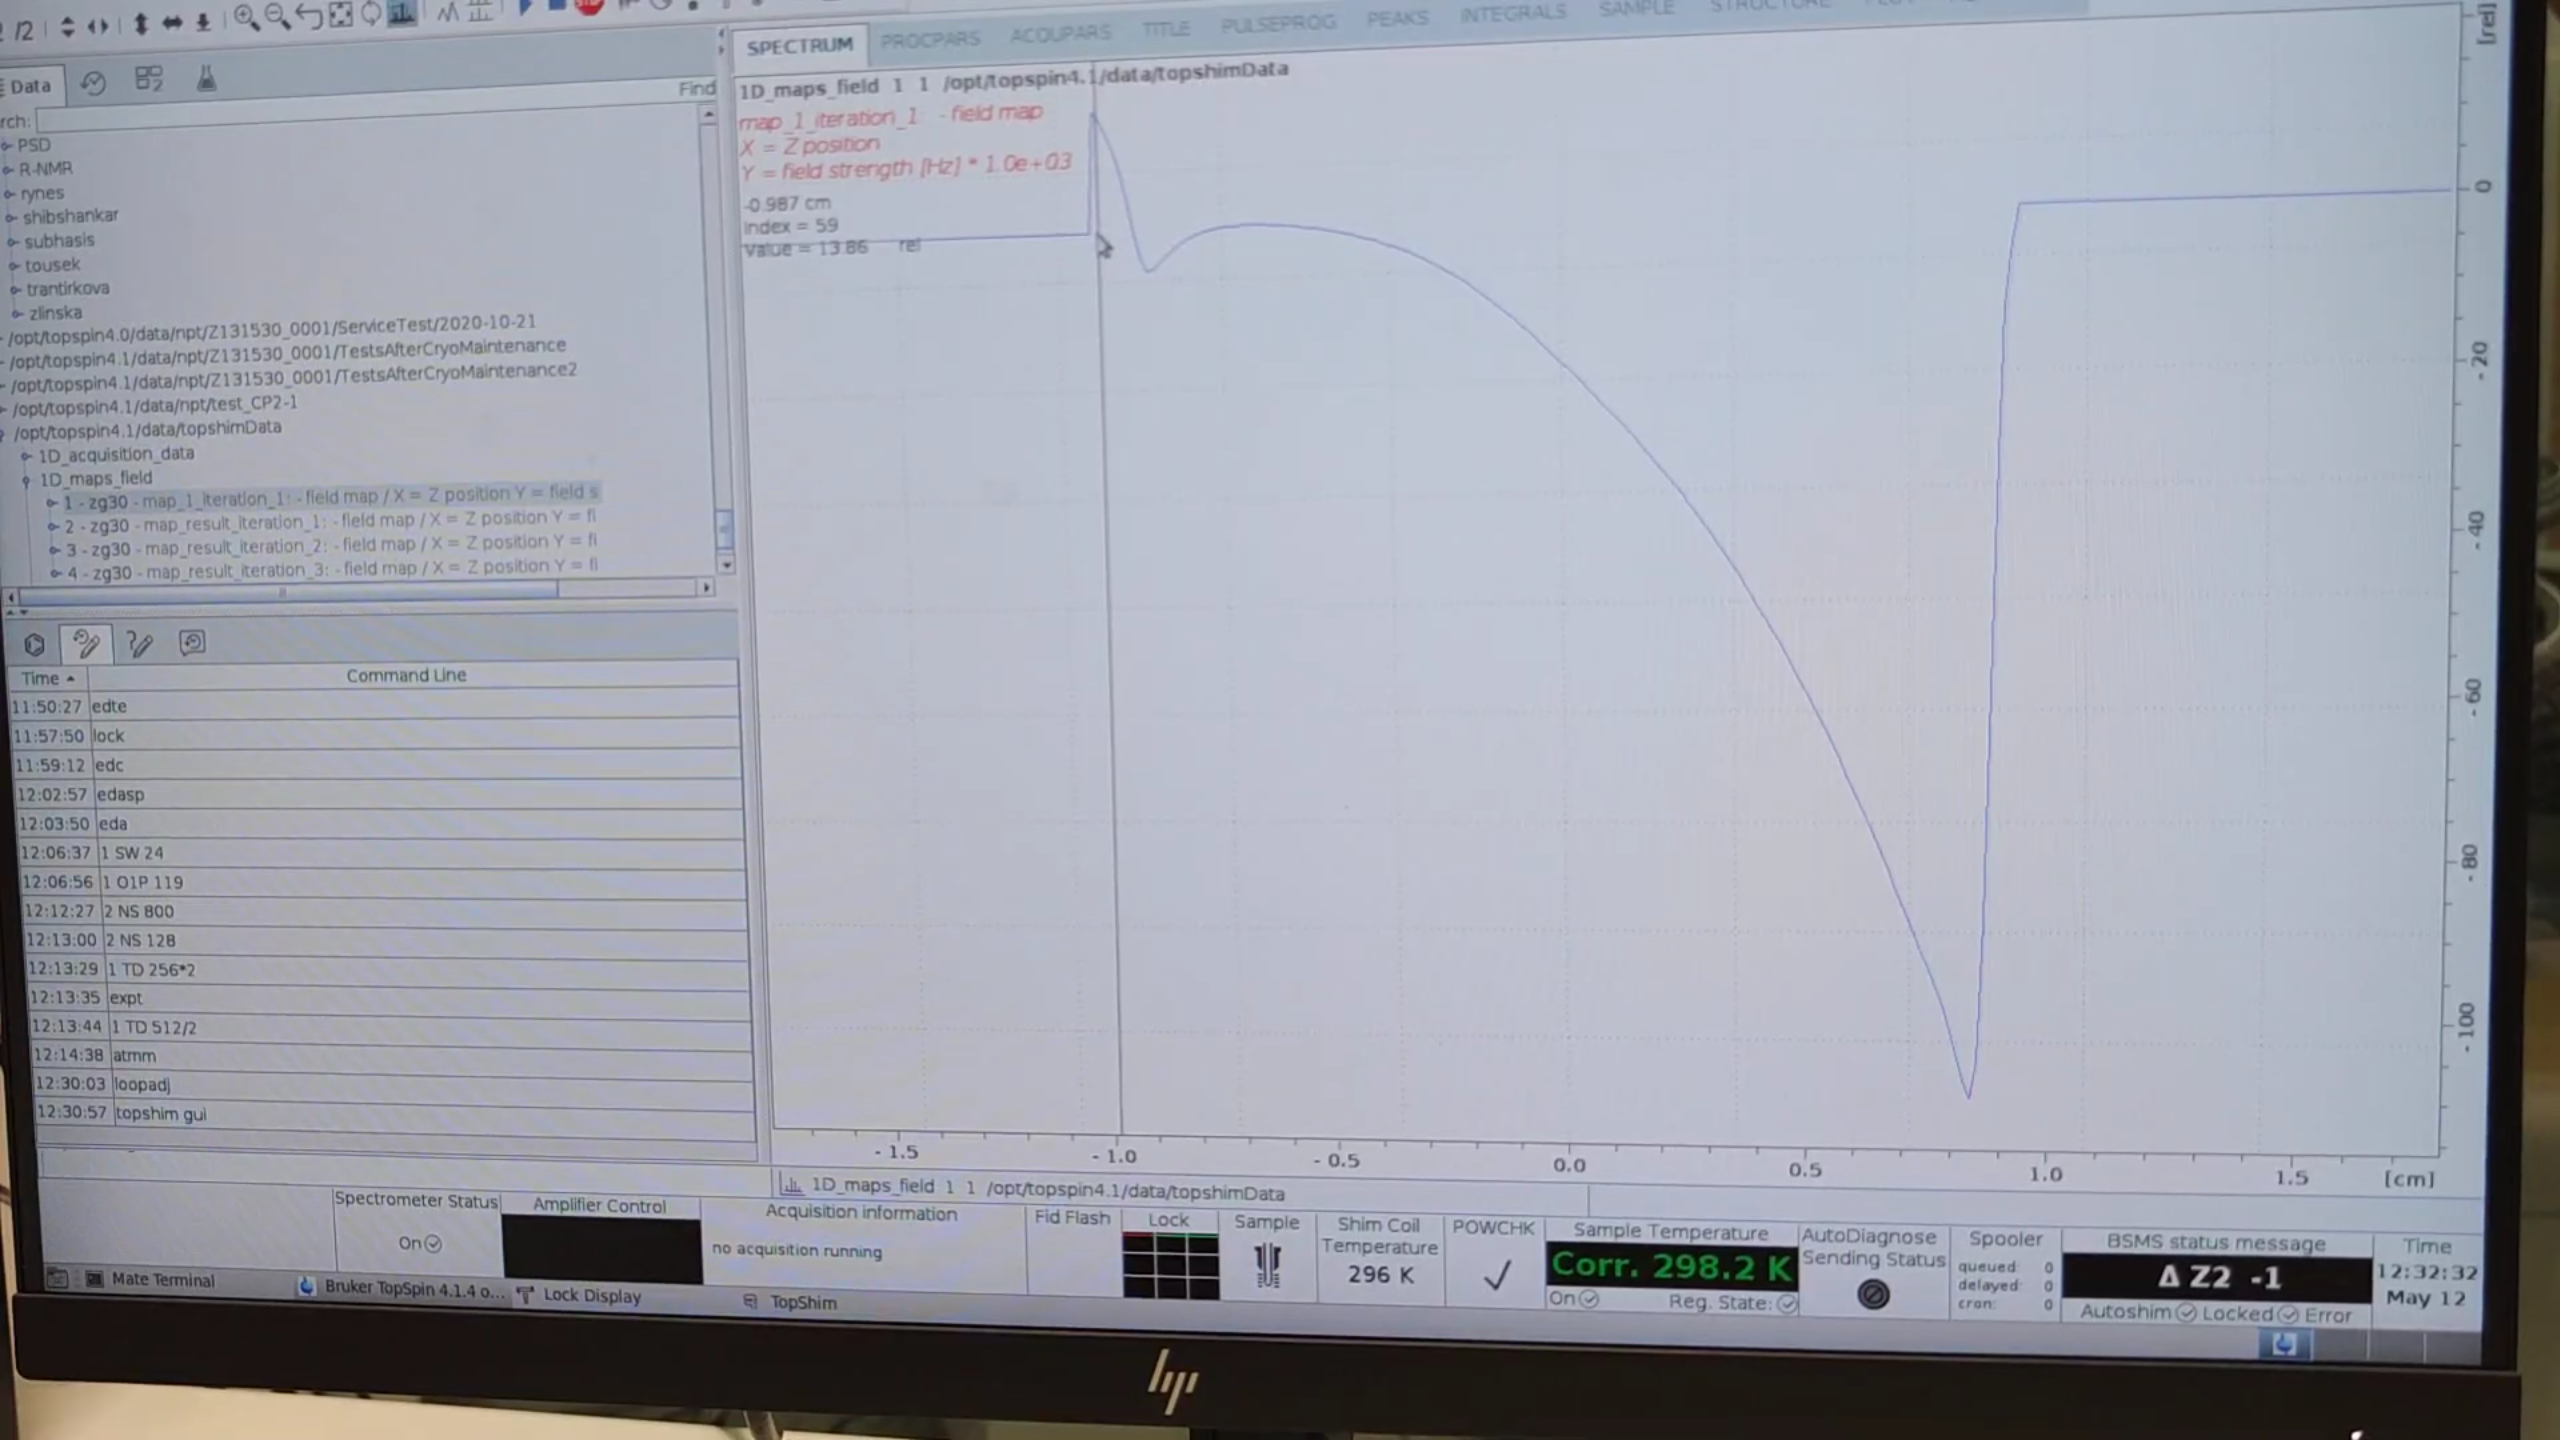 /2
SPECTRUM
PROCPARS
ACQUPARS
TITLE
PULSEPROG
PEAKS
INTEGRALS
SAMPLE
Data
Find
rch:
PSD
R-NMR
rynes
shibshankar
subhasis
tousek
trantirkova
zlinska
/opt/topspin4.0/data/npt/Z131530_0001/ServiceTest/2020-10-21
/opt/topspin4.1/data/npt/Z131530_0001/TestsAfterCryoMaintenance
/opt/topspin4.1/data/npt/Z131530_0001/TestsAfterCryoMaintenance2
/opt/topspin4.1/data/npt/test_CP2-1
/opt/topspin4.1/data/topshimData
1D_acquisition_data
1D_maps_field
1 - zg30 - map_1_iteration_1: - field map / X = Z position Y = field s
2 - zg30 - map_result_iteration_1: - field map / X = Z position Y = fi
3 - zg30 - map_result_iteration_2: - field map / X = Z position Y = fi
4 - zg30 - map_result_iteration_3: - field map / X = Z position Y = fi
1D_maps_field 1 1 /opt/topspin4.1/data/topshimData
map_1_iteration_1 - field map
X = Z position
Y = field strength [Hz] * 1.0e+03
-0.987 cm
Index = 59
Value = 13.86 rel
[rel]
0
-20
-40
-60
-80
-100
-1.5
-1.0
-0.5
0.0
0.5
1.0
1.5
[cm]
Time
Command Line
11:50:27 edte
11:57:50 lock
11:59:12 edc
12:02:57 edasp
12:03:50 eda
12:06:37 1 SW 24
12:06:56 1 O1P 119
12:12:27 2 NS 800
12:13:00 2 NS 128
12:13:29 1 TD 256*2
12:13:35 expt
12:13:44 1 TD 512/2
12:14:38 atmm
12:30:03 loopadj
12:30:57 topshim gui
1D_maps_field 1 1 /opt/topspin4.1/data/topshimData
Spectrometer Status
On
Amplifier Control
Acquisition information
no acquisition running
Fid Flash
Lock
Sample
Shim Coil
Temperature
296 K
POWCHK
Sample Temperature
Corr. 298.2 K
On
Reg. State:
AutoDiagnose
Sending Status
Spooler
queued: 0
delayed: 0
cron: 0
BSMS status message
Δ Z2 -1
Autoshim Locked Error
Time
12:32:32
May 12
Mate Terminal
Bruker TopSpin 4.1.4 o...
Lock Display
TopShim
hp